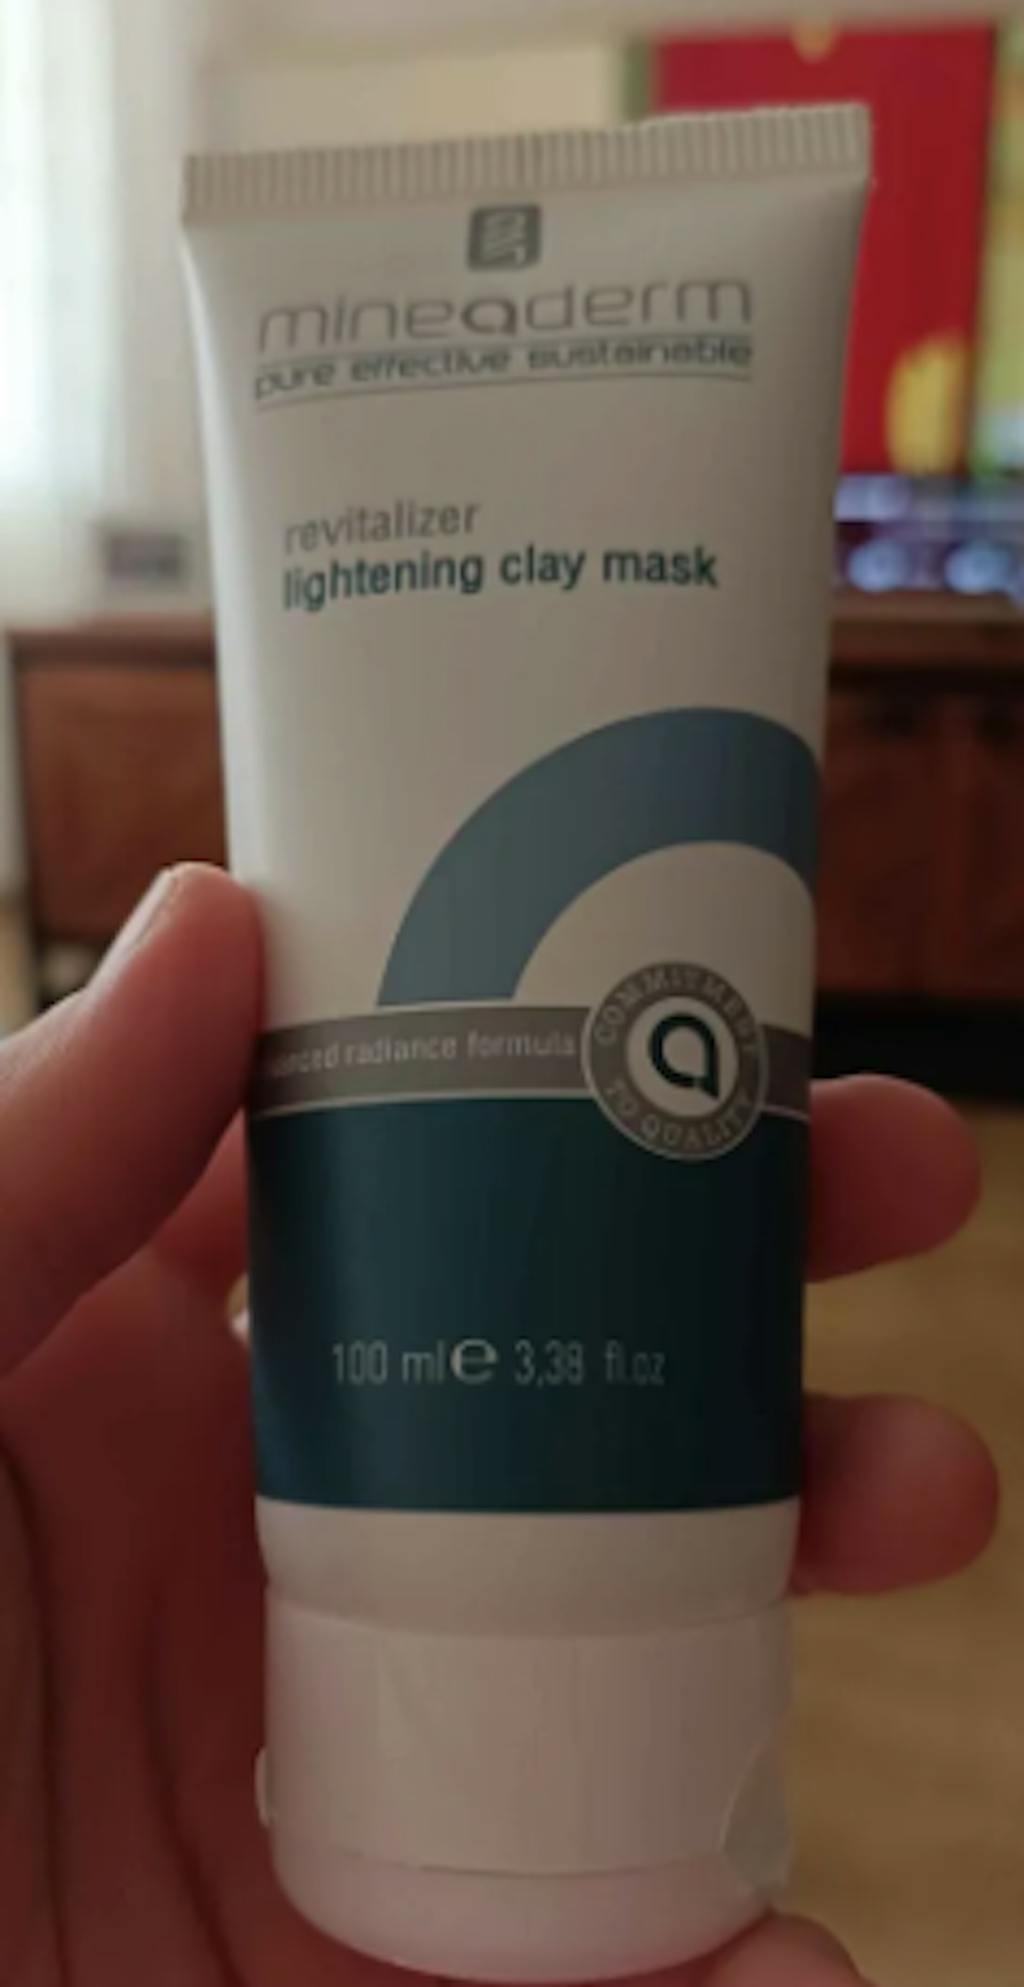 mineaderm
pure effective sustainable
revitalizer
lightening clay mask
radiance formula
COMMITMENT
TO QUALITY
100 ml e 3,38 fl.oz